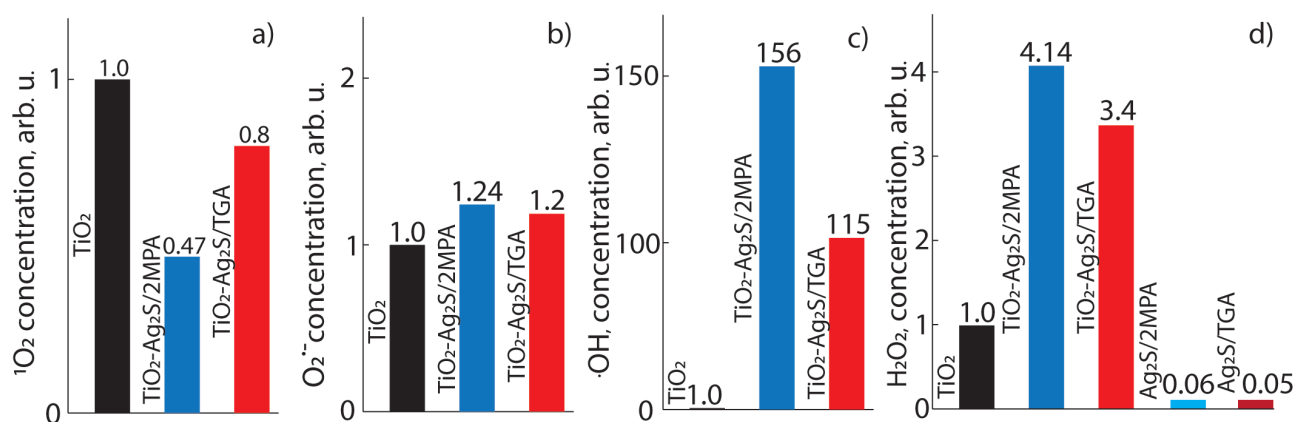 a)
¹O₂ concentration, arb. u.
1
0
1.0
0.47
0.8
TiO₂
TiO₂-Ag₂S/2MPA
TiO₂-Ag₂S/TGA
b)
O₂˙⁻ concentration, arb. u.
2
1
0
1.0
1.24
1.2
TiO₂
TiO₂-Ag₂S/2MPA
TiO₂-Ag₂S/TGA
c)
·OH, concentration, arb. u.
150
100
0
1.0
156
115
TiO₂
TiO₂-Ag₂S/2MPA
TiO₂-Ag₂S/TGA
d)
H₂O₂, concentration, arb. u.
4
3
2
1
0
1.0
4.14
3.4
0.06
0.05
TiO₂
TiO₂-Ag₂S/2MPA
TiO₂-Ag₂S/TGA
Ag₂S/2MPA
Ag₂S/TGA